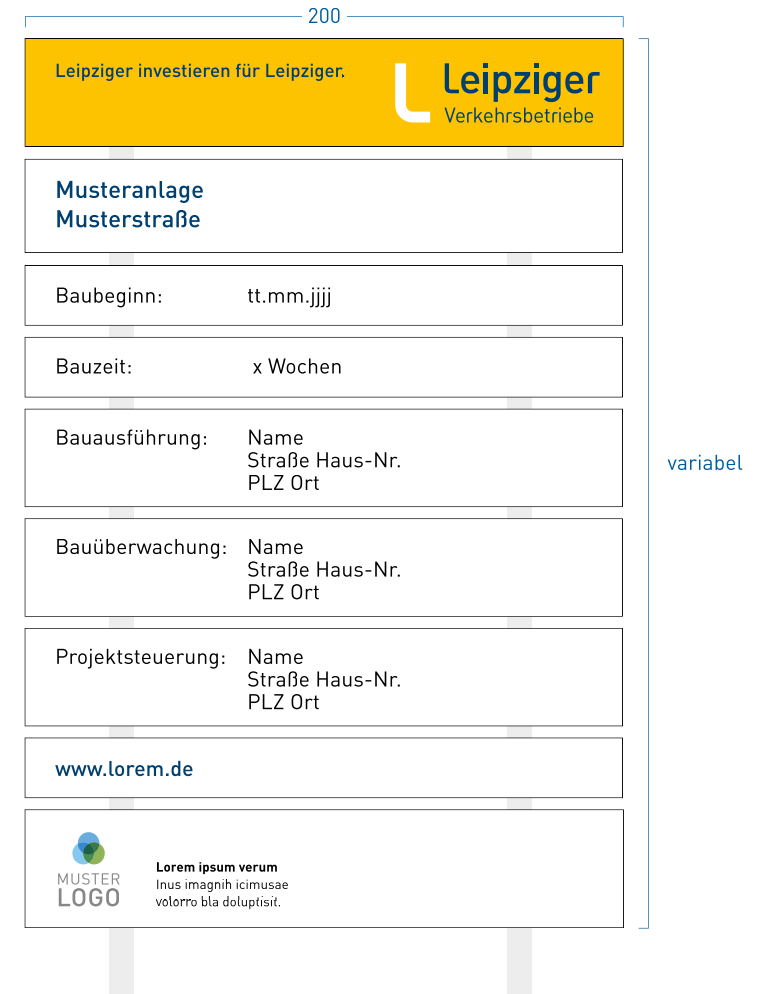 200
Leipziger investieren für Leipziger.
Leipziger
Verkehrsbetriebe
Musteranlage
Musterstraße
Baubeginn: tt.mm.jjjj
Bauzeit: x Wochen
Bauausführung: Name
Straße Haus-Nr.
PLZ Ort
variabel
Bauüberwachung: Name
Straße Haus-Nr.
PLZ Ort
Projektsteuerung: Name
Straße Haus-Nr.
PLZ Ort
www.lorem.de
MUSTER
LOGO
Lorem ipsum verum
Inus imagnih icimusae
volorro bla doluptisit.